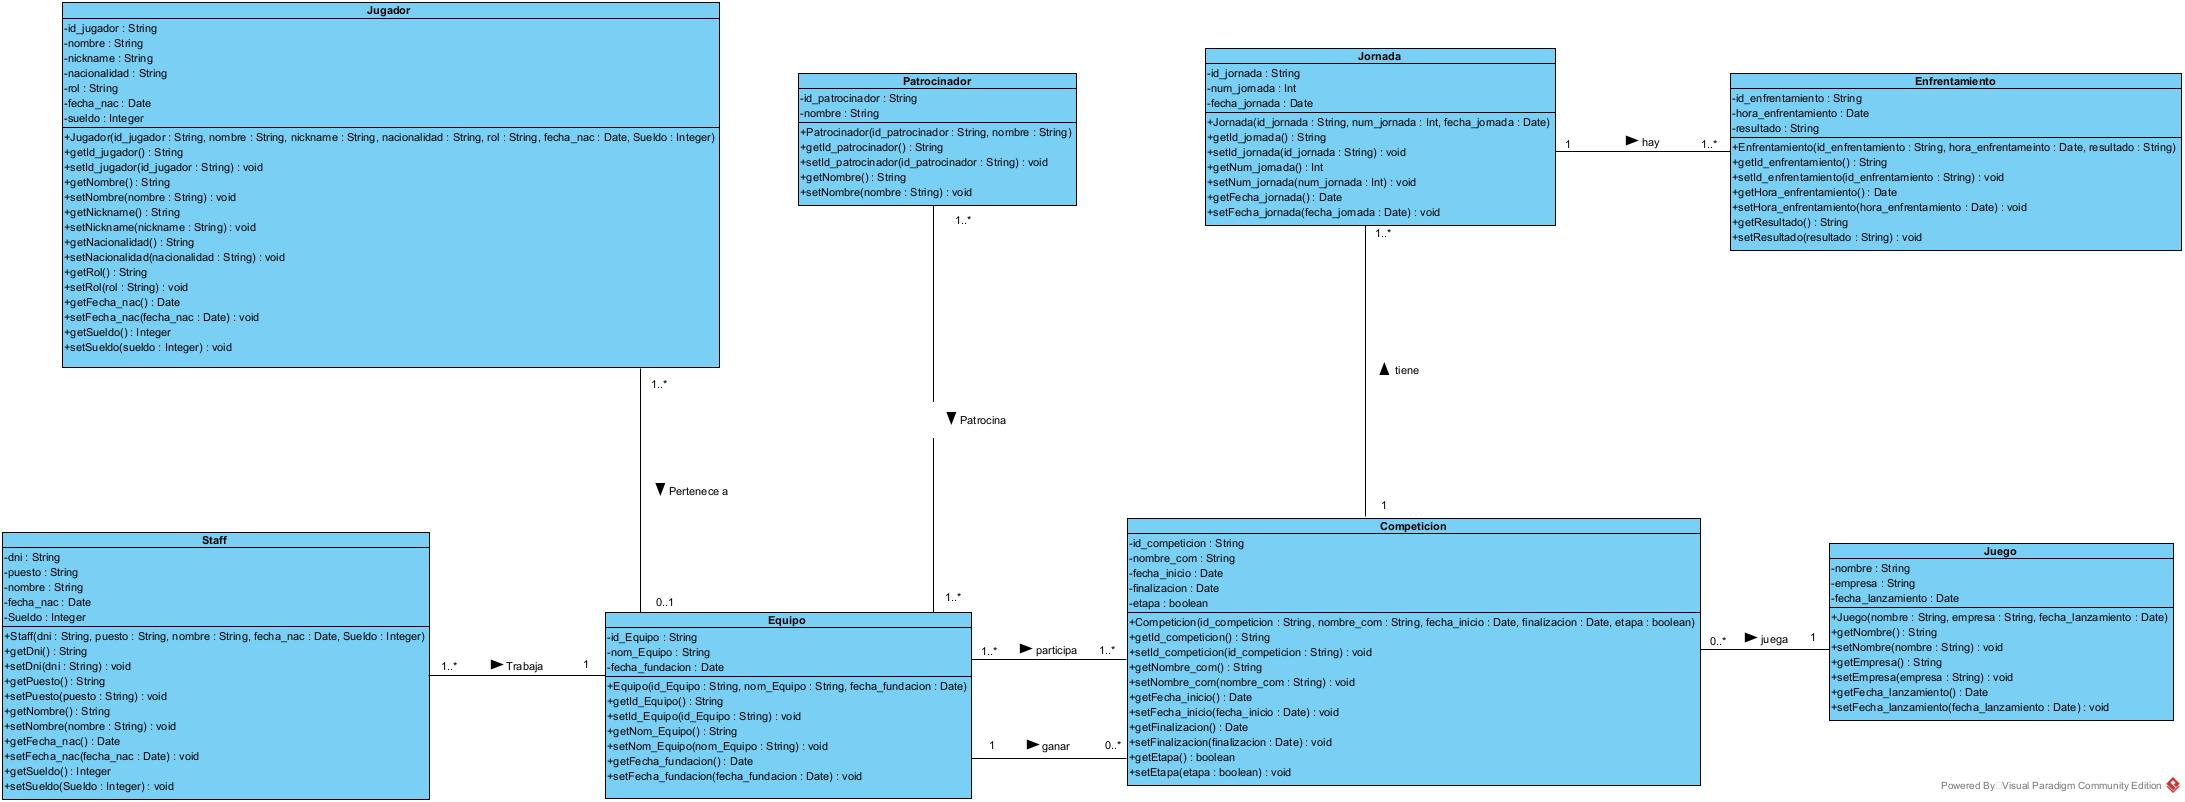 Jugador
-id_jugador : String
-nombre : String
-nickname : String
-nacionalidad : String
-rol : String
-fecha_nac : Date
-sueldo : Integer
+Jugador(id_jugador : String, nombre : String, nickname : String, nacionalidad : String, rol : String, fecha_nac : Date, Sueldo : Integer)
+getId_jugador() : String
+setId_jugador(id_jugador : String) : void
+getNombre() : String
+setNombre(nombre : String) : void
+getNickname() : String
+setNickname(nickname : String) : void
+getNacionalidad() : String
+setNacionalidad(nacionalidad : String) : void
+getRol() : String
+setRol(rol : String) : void
+getFecha_nac() : Date
+setFecha_nac(fecha_nac : Date) : void
+getSueldo() : Integer
+setSueldo(sueldo : Integer) : void
Patrocinador
-id_patrocinador : String
-nombre : String
+Patrocinador(id_patrocinador : String, nombre : String)
+getId_patrocinador() : String
+setId_patrocinador(id_patrocinador : String) : void
+getNombre() : String
+setNombre(nombre : String) : void
Jornada
-id_jornada : String
-num_jornada : Int
-fecha_jornada : Date
+Jornada(id_jornada : String, num_jornada : Int, fecha_jornada : Date)
+getId_jornada() : String
+setId_jornada(id_jornada : String) : void
+getNum_jornada() : Int
+setNum_jornada(num_jornada : Int) : void
+getFecha_jornada() : Date
+setFecha_jornada(fecha_jornada : Date) : void
1 hay 1..*
Enfrentamiento
-id_enfrentamiento : String
-hora_enfrentamiento : Date
-resultado : String
+Enfrentamiento(id_enfrentamiento : String, hora_enfrentameinto : Date, resultado : String)
+getId_enfrentamiento() : String
+setId_enfrentamiento(id_enfrentamiento : String) : void
+getHora_enfrentamiento() : Date
+setHora_enfrentamiento(hora_enfrentamiento : Date) : void
+getResultado() : String
+setResultado(resultado : String) : void
1..*
Pertenece a
0..1
1..*
Patrocina
1..*
1..*
tiene
1
Staff
-dni : String
-puesto : String
-nombre : String
-fecha_nac : Date
-Sueldo : Integer
+Staff(dni : String, puesto : String, nombre : String, fecha_nac : Date, Sueldo : Integer)
+getDni() : String
+setDni(dni : String) : void
+getPuesto() : String
+setPuesto(puesto : String) : void
+getNombre() : String
+setNombre(nombre : String) : void
+getFecha_nac() : Date
+setFecha_nac(fecha_nac : Date) : void
+getSueldo() : Integer
+setSueldo(Sueldo : Integer) : void
1..* Trabaja 1
Equipo
-id_Equipo : String
-nom_Equipo : String
-fecha_fundacion : Date
+Equipo(id_Equipo : String, nom_Equipo : String, fecha_fundacion : Date)
+getId_Equipo() : String
+setId_Equipo(id_Equipo : String) : void
+getNom_Equipo() : String
+setNom_Equipo(nom_Equipo : String) : void
+getFecha_fundacion() : Date
+setFecha_fundacion(fecha_fundacion : Date) : void
1..* participa 1..*
1 ganar 0..*
Competicion
-id_competicion : String
-nombre_com : String
-fecha_inicio : Date
-finalizacion : Date
-etapa : boolean
+Competicion(id_competicion : String, nombre_com : String, fecha_inicio : Date, finalizacion : Date, etapa : boolean)
+getId_competicion() : String
+setId_competicion(id_competicion : String) : void
+getNombre_com() : String
+setNombre_com(nombre_com : String) : void
+getFecha_inicio() : Date
+setFecha_inicio(fecha_inicio : Date) : void
+getFinalizacion() : Date
+setFinalizacion(finalizacion : Date) : void
+getEtapa() : boolean
+setEtapa(etapa : boolean) : void
0..* juega 1
Juego
-nombre : String
-empresa : String
-fecha_lanzamiento : Date
+Juego(nombre : String, empresa : String, fecha_lanzamiento : Date)
+getNombre() : String
+setNombre(nombre : String) : void
+getEmpresa() : String
+setEmpresa(empresa : String) : void
+getFecha_lanzamiento() : Date
+setFecha_lanzamiento(fecha_lanzamiento : Date) : void
Powered By Visual Paradigm Community Edition